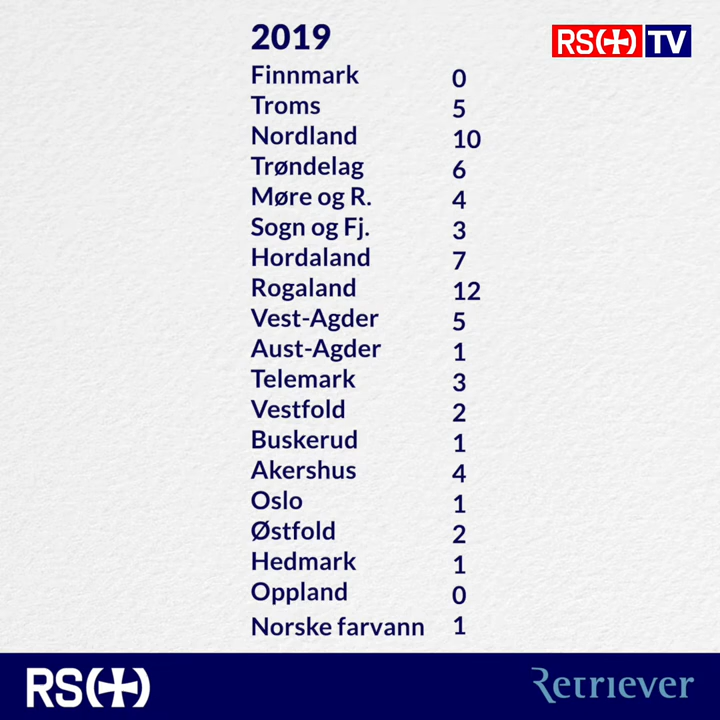 2019
RS TV
Finnmark 0
Troms 5
Nordland 10
Trøndelag 6
Møre og R. 4
Sogn og Fj. 3
Hordaland 7
Rogaland 12
Vest-Agder 5
Aust-Agder 1
Telemark 3
Vestfold 2
Buskerud 1
Akershus 4
Oslo 1
Østfold 2
Hedmark 1
Oppland 0
Norske farvann 1
RS
Retriever